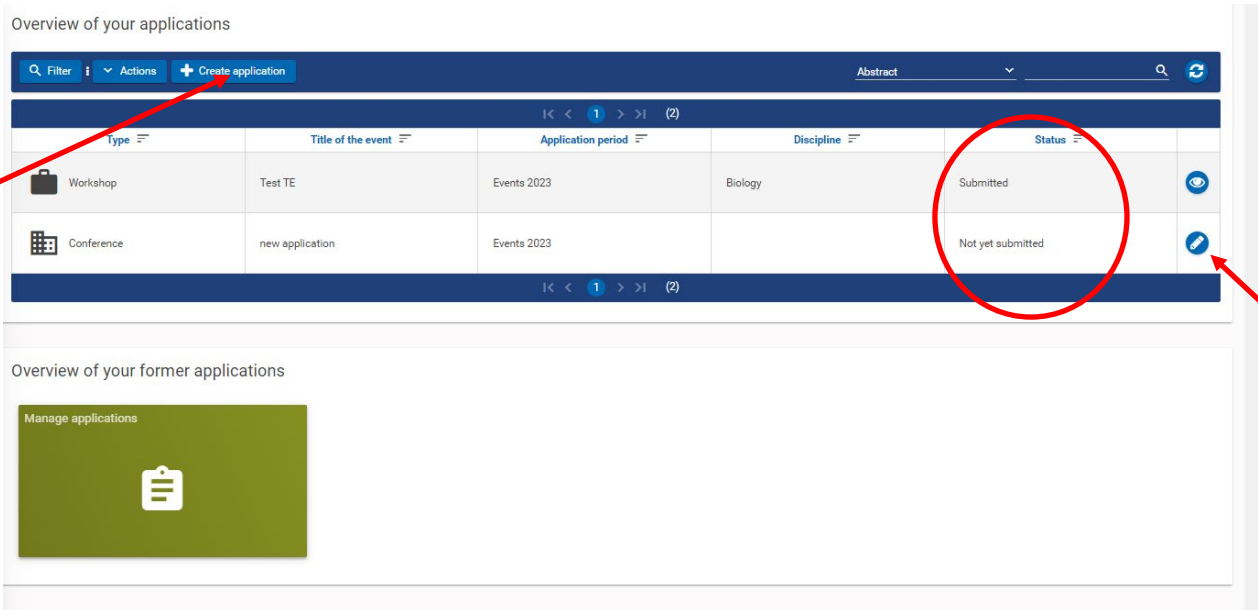 Overview of your applications
Filter Actions Create application Abstract
1 (2)
Type Title of the event Application period Discipline Status
Workshop Test TE Events 2023 Biology Submitted
Conference new application Events 2023 Not yet submitted
1 (2)
Overview of your former applications
Manage applications